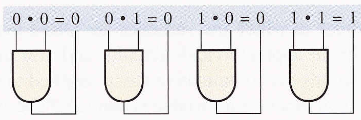 0 • 0 = 0 0 • 1 = 0 1 • 0 = 0 1 • 1 = 1